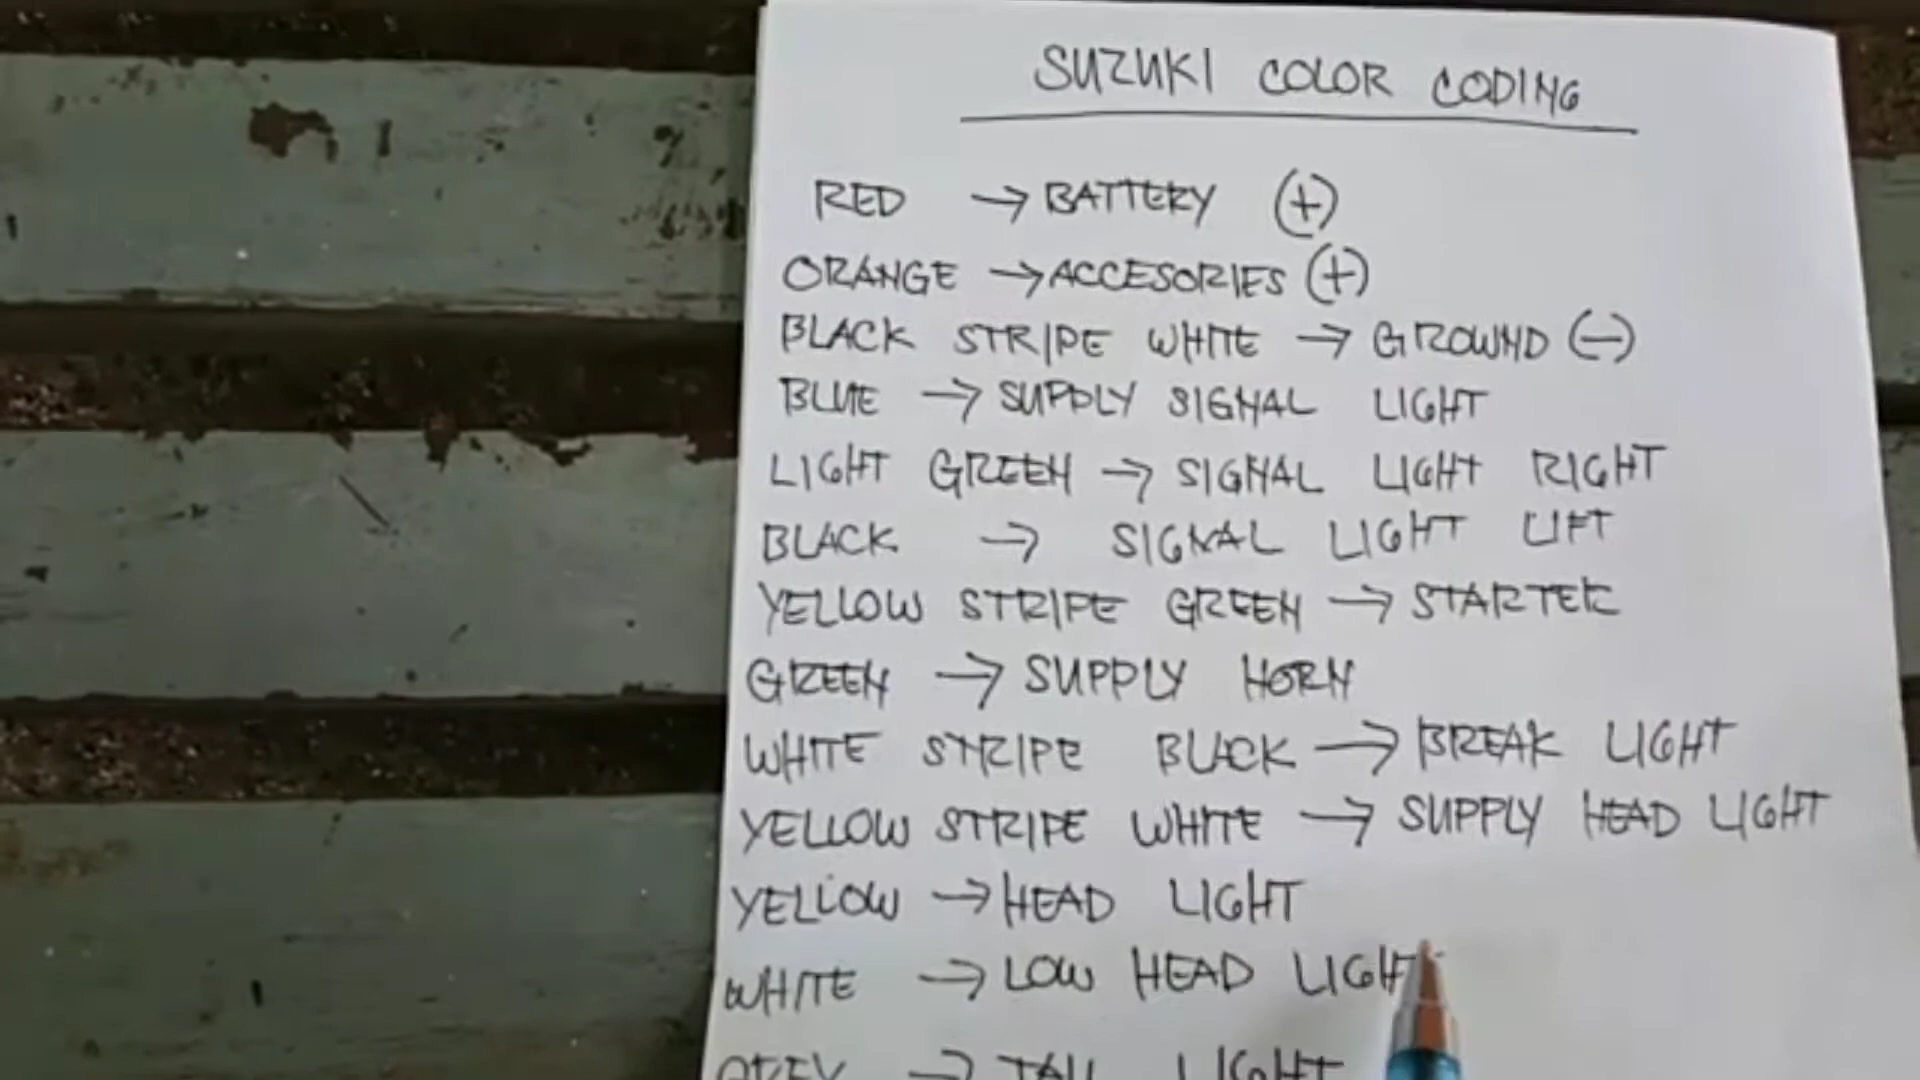 SUZUKI COLOR CODING
RED → BATTERY (+)
ORANGE → ACCESORIES (+)
BLACK STRIPE WHITE → GROUND (-)
BLUE → SUPPLY SIGNAL LIGHT
LIGHT GREEN → SIGNAL LIGHT RIGHT
BLACK → SIGNAL LIGHT LIFT
YELLOW STRIPE GREEN → STARTER
GREEN → SUPPLY HORN
WHITE STRIPE BLACK → BREAK LIGHT
YELLOW STRIPE WHITE → SUPPLY HEAD LIGHT
YELLOW → HEAD LIGHT
WHITE → LOW HEAD LIGHT
GREY → TAIL LIGHT